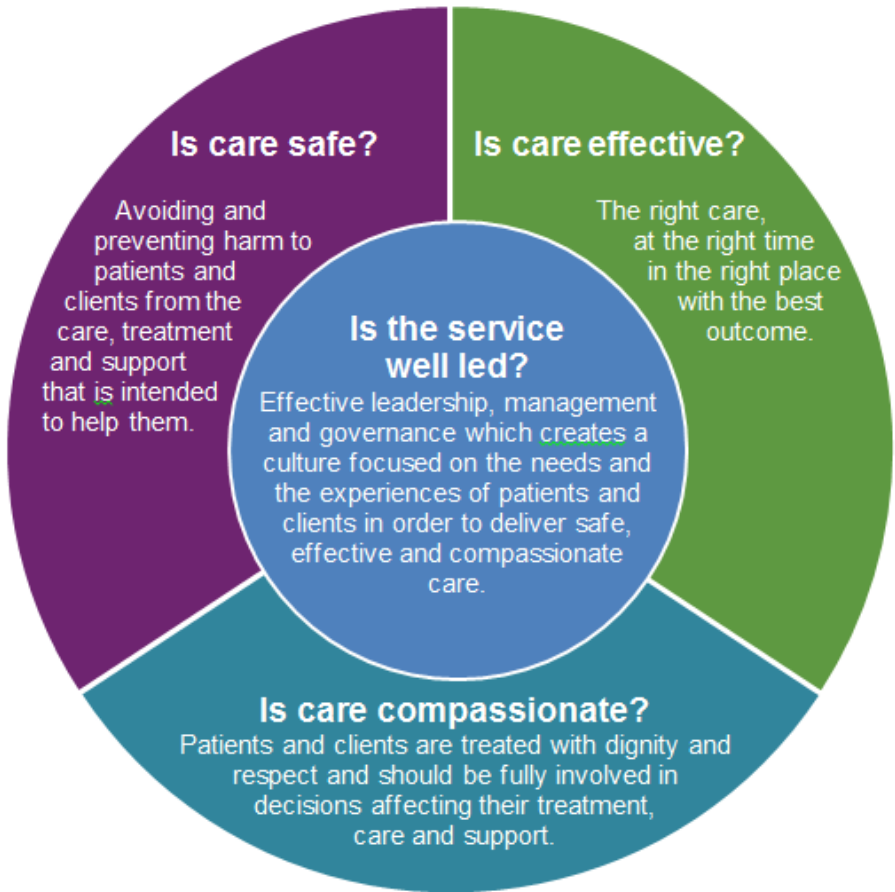 Is care safe?
Avoiding and
preventing harm to
patients and
clients from the
care, treatment
and support
that is intended
to help them.
Is care effective?
The right care,
at the right time
in the right place
with the best
outcome.
Is the service
well led?
Effective leadership, management
and governance which creates a
culture focused on the needs and
the experiences of patients and
clients in order to deliver safe,
effective and compassionate
care.
Is care compassionate?
Patients and clients are treated with dignity and
respect and should be fully involved in
decisions affecting their treatment,
care and support.